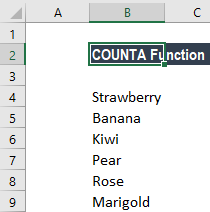 A B C
1
2 COUNTA Function
3
4 Strawberry
5 Banana
6 Kiwi
7 Pear
8 Rose
9 Marigold